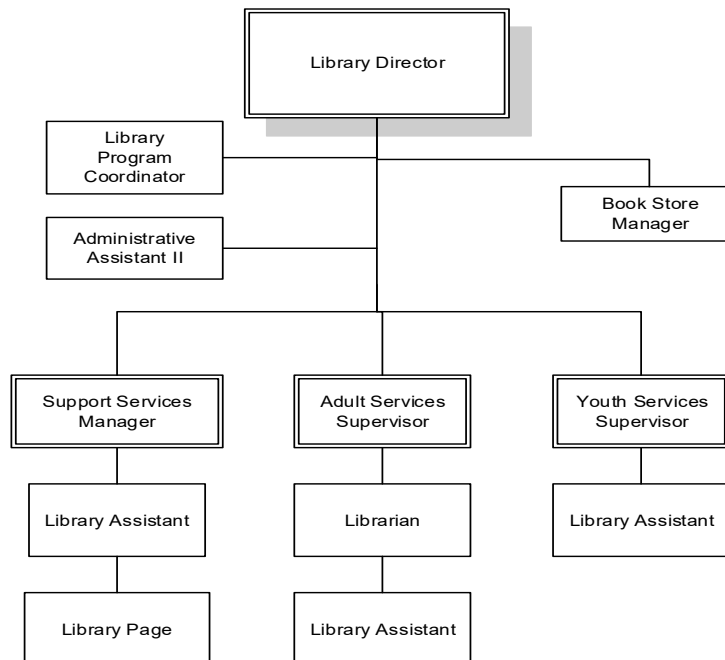 Library Director
Library
Program
Coordinator
Book Store
Manager
Administrative
Assistant II
Support Services
Manager
Adult Services
Supervisor
Youth Services
Supervisor
Library Assistant
Librarian
Library Assistant
Library Page
Library Assistant